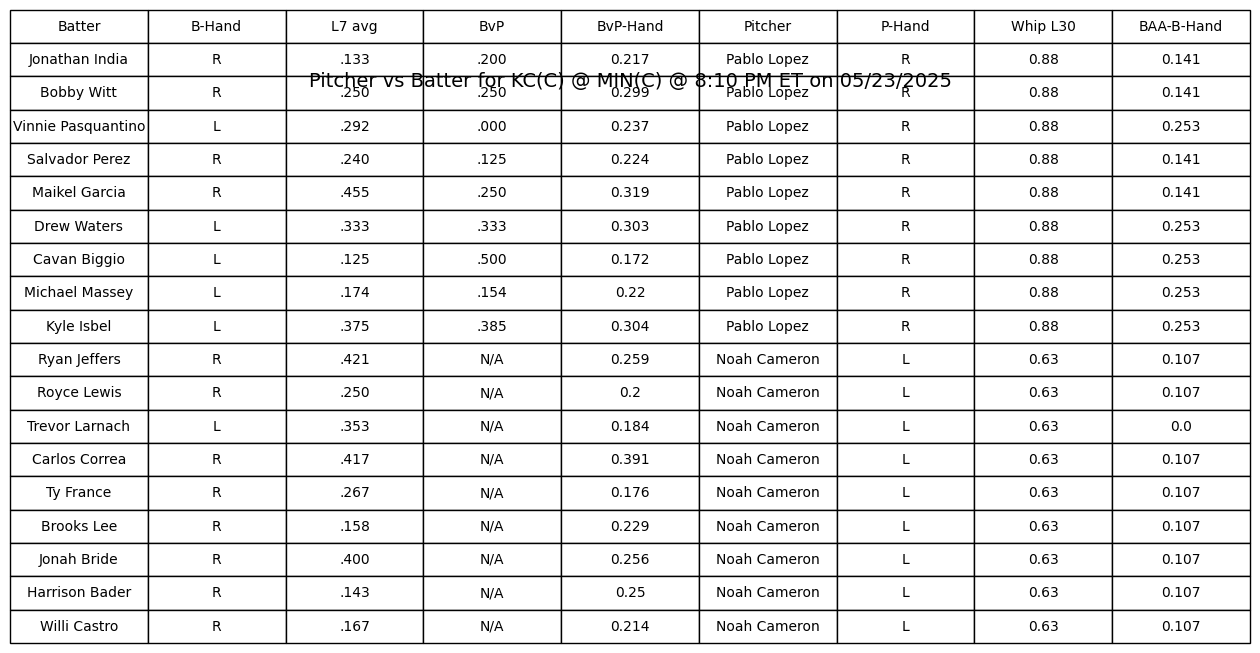 Batter B-Hand L7 avg BvP BvP-Hand Pitcher P-Hand Whip L30 BAA-B-Hand
Jonathan India R .133 .200 0.217 Pablo Lopez R 0.88 0.141
Pitcher vs Batter for KC(C) @ MIN(C) @ 8:10 PM ET on 05/23/2025
Bobby Witt R .250 .250 0.299 Pablo Lopez R 0.88 0.141
Vinnie Pasquantino L .292 .000 0.237 Pablo Lopez R 0.88 0.253
Salvador Perez R .240 .125 0.224 Pablo Lopez R 0.88 0.141
Maikel Garcia R .455 .250 0.319 Pablo Lopez R 0.88 0.141
Drew Waters L .333 .333 0.303 Pablo Lopez R 0.88 0.253
Cavan Biggio L .125 .500 0.172 Pablo Lopez R 0.88 0.253
Michael Massey L .174 .154 0.22 Pablo Lopez R 0.88 0.253
Kyle Isbel L .375 .385 0.304 Pablo Lopez R 0.88 0.253
Ryan Jeffers R .421 N/A 0.259 Noah Cameron L 0.63 0.107
Royce Lewis R .250 N/A 0.2 Noah Cameron L 0.63 0.107
Trevor Larnach L .353 N/A 0.184 Noah Cameron L 0.63 0.0
Carlos Correa R .417 N/A 0.391 Noah Cameron L 0.63 0.107
Ty France R .267 N/A 0.176 Noah Cameron L 0.63 0.107
Brooks Lee R .158 N/A 0.229 Noah Cameron L 0.63 0.107
Jonah Bride R .400 N/A 0.256 Noah Cameron L 0.63 0.107
Harrison Bader R .143 N/A 0.25 Noah Cameron L 0.63 0.107
Willi Castro R .167 N/A 0.214 Noah Cameron L 0.63 0.107